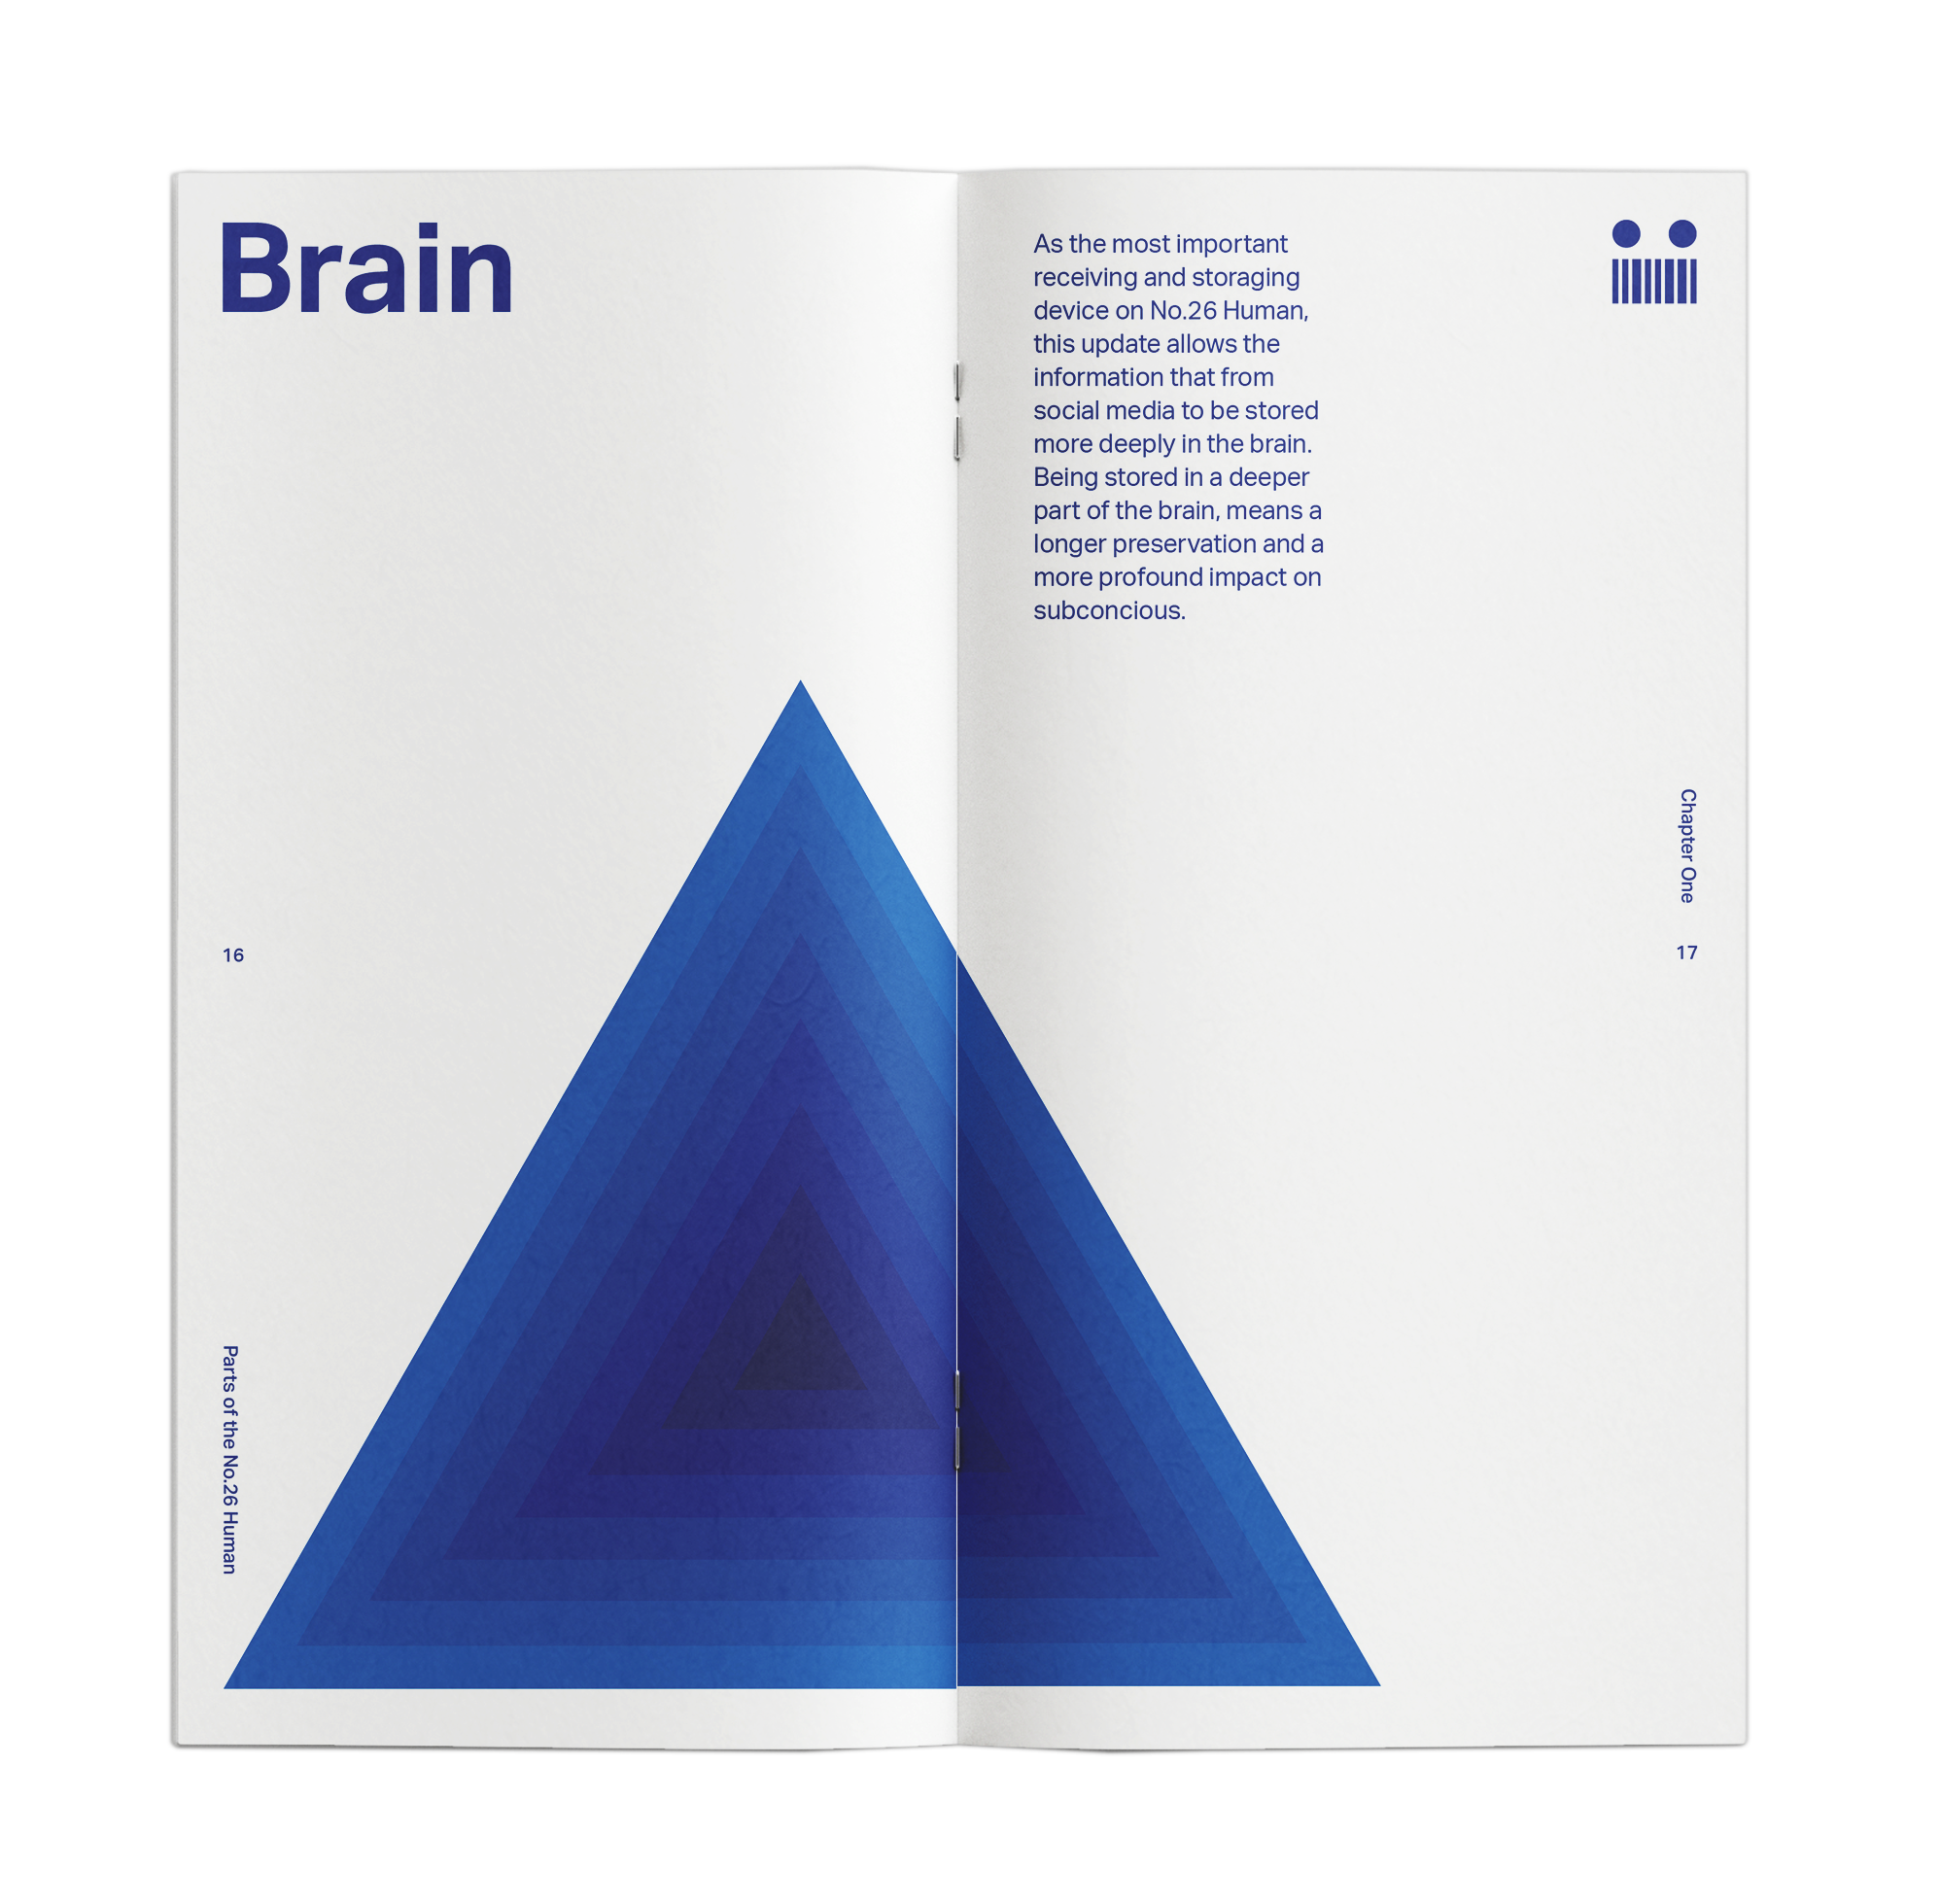 Brain
16
Parts of the No.26 Human
As the most important
receiving and storaging
device on No.26 Human,
this update allows the
information that from
social media to be stored
more deeply in the brain.
Being stored in a deeper
part of the brain, means a
longer preservation and a
more profound impact on
subconcious.
Chapter One
17